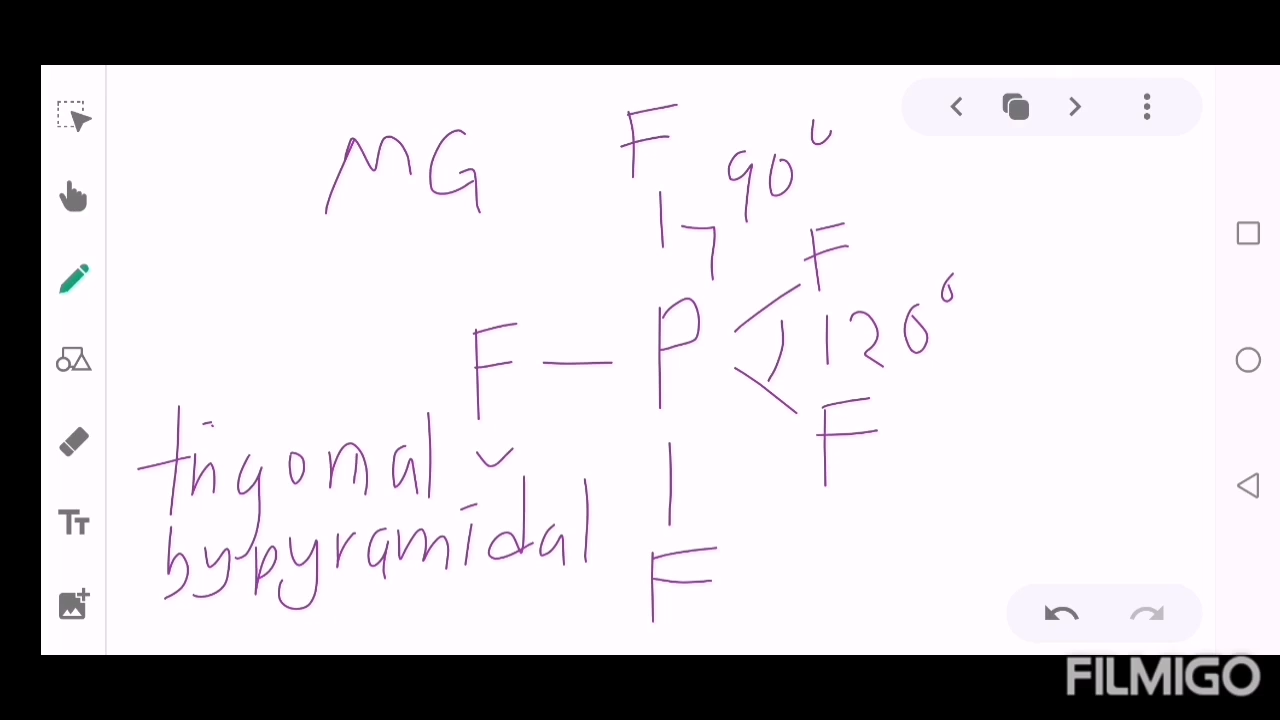 MG
F
90°
F
F — P
120°
F
trigonal
bypyramidal
F
FILMIGO